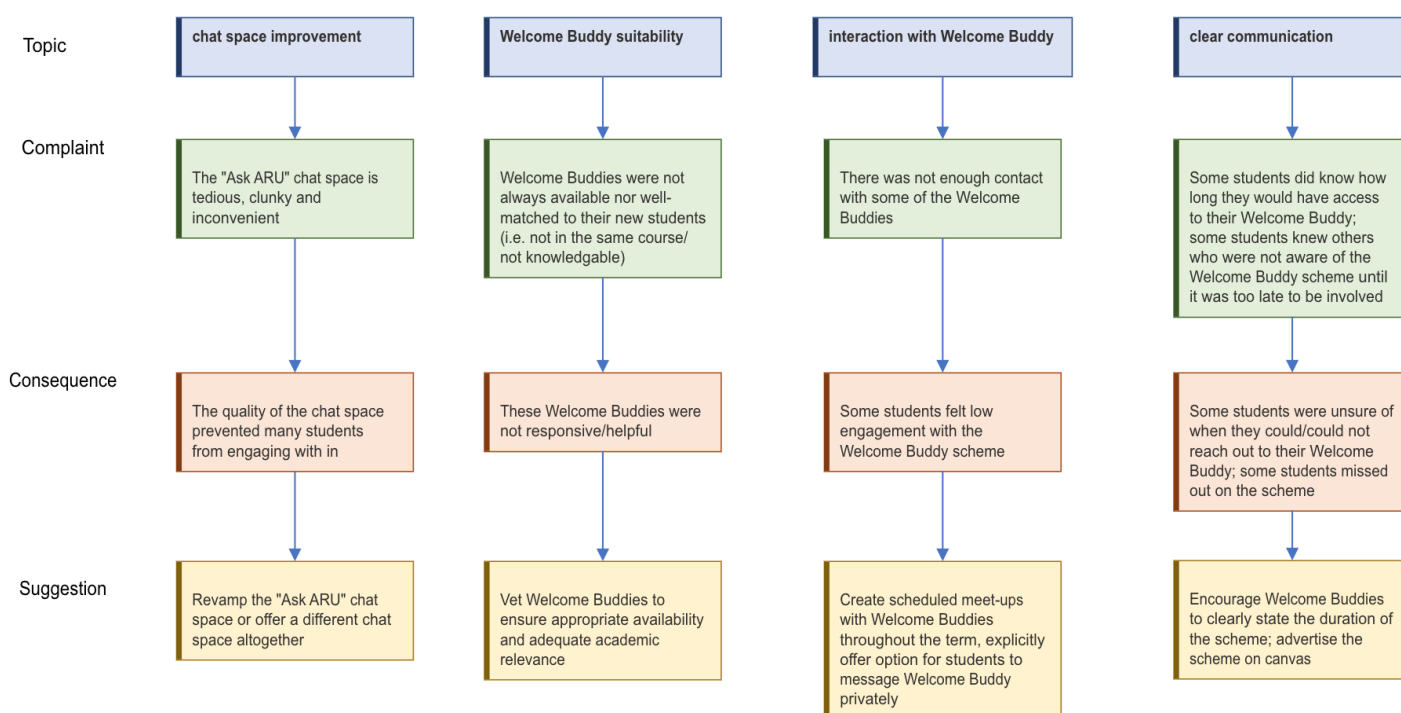 Topic
chat space improvement
Welcome Buddy suitability
interaction with Welcome Buddy
clear communication
Complaint
The "Ask ARU" chat space is
tedious, clunky and
inconvenient
Welcome Buddies were not
always available nor well-
matched to their new students
(i.e. not in the same course/
not knowledgable)
There was not enough contact
with some of the Welcome
Buddies
Some students did know how
long they would have access
to their Welcome Buddy;
some students knew others
who were not aware of the
Welcome Buddy scheme until
it was too late to be involved
Consequence
The quality of the chat space
prevented many students
from engaging with in
These Welcome Buddies were
not responsive/helpful
Some students felt low
engagement with the
Welcome Buddy scheme
Some students were unsure of
when they could/could not
reach out to their Welcome
Buddy; some students missed
out on the scheme
Suggestion
Revamp the "Ask ARU" chat
space or offer a different chat
space altogether
Vet Welcome Buddies to
ensure appropriate availability
and adequate academic
relevance
Create scheduled meet-ups
with Welcome Buddies
throughout the term, explicitly
offer option for students to
message Welcome Buddy
privately
Encourage Welcome Buddies
to clearly state the duration of
the scheme; advertise the
scheme on canvas